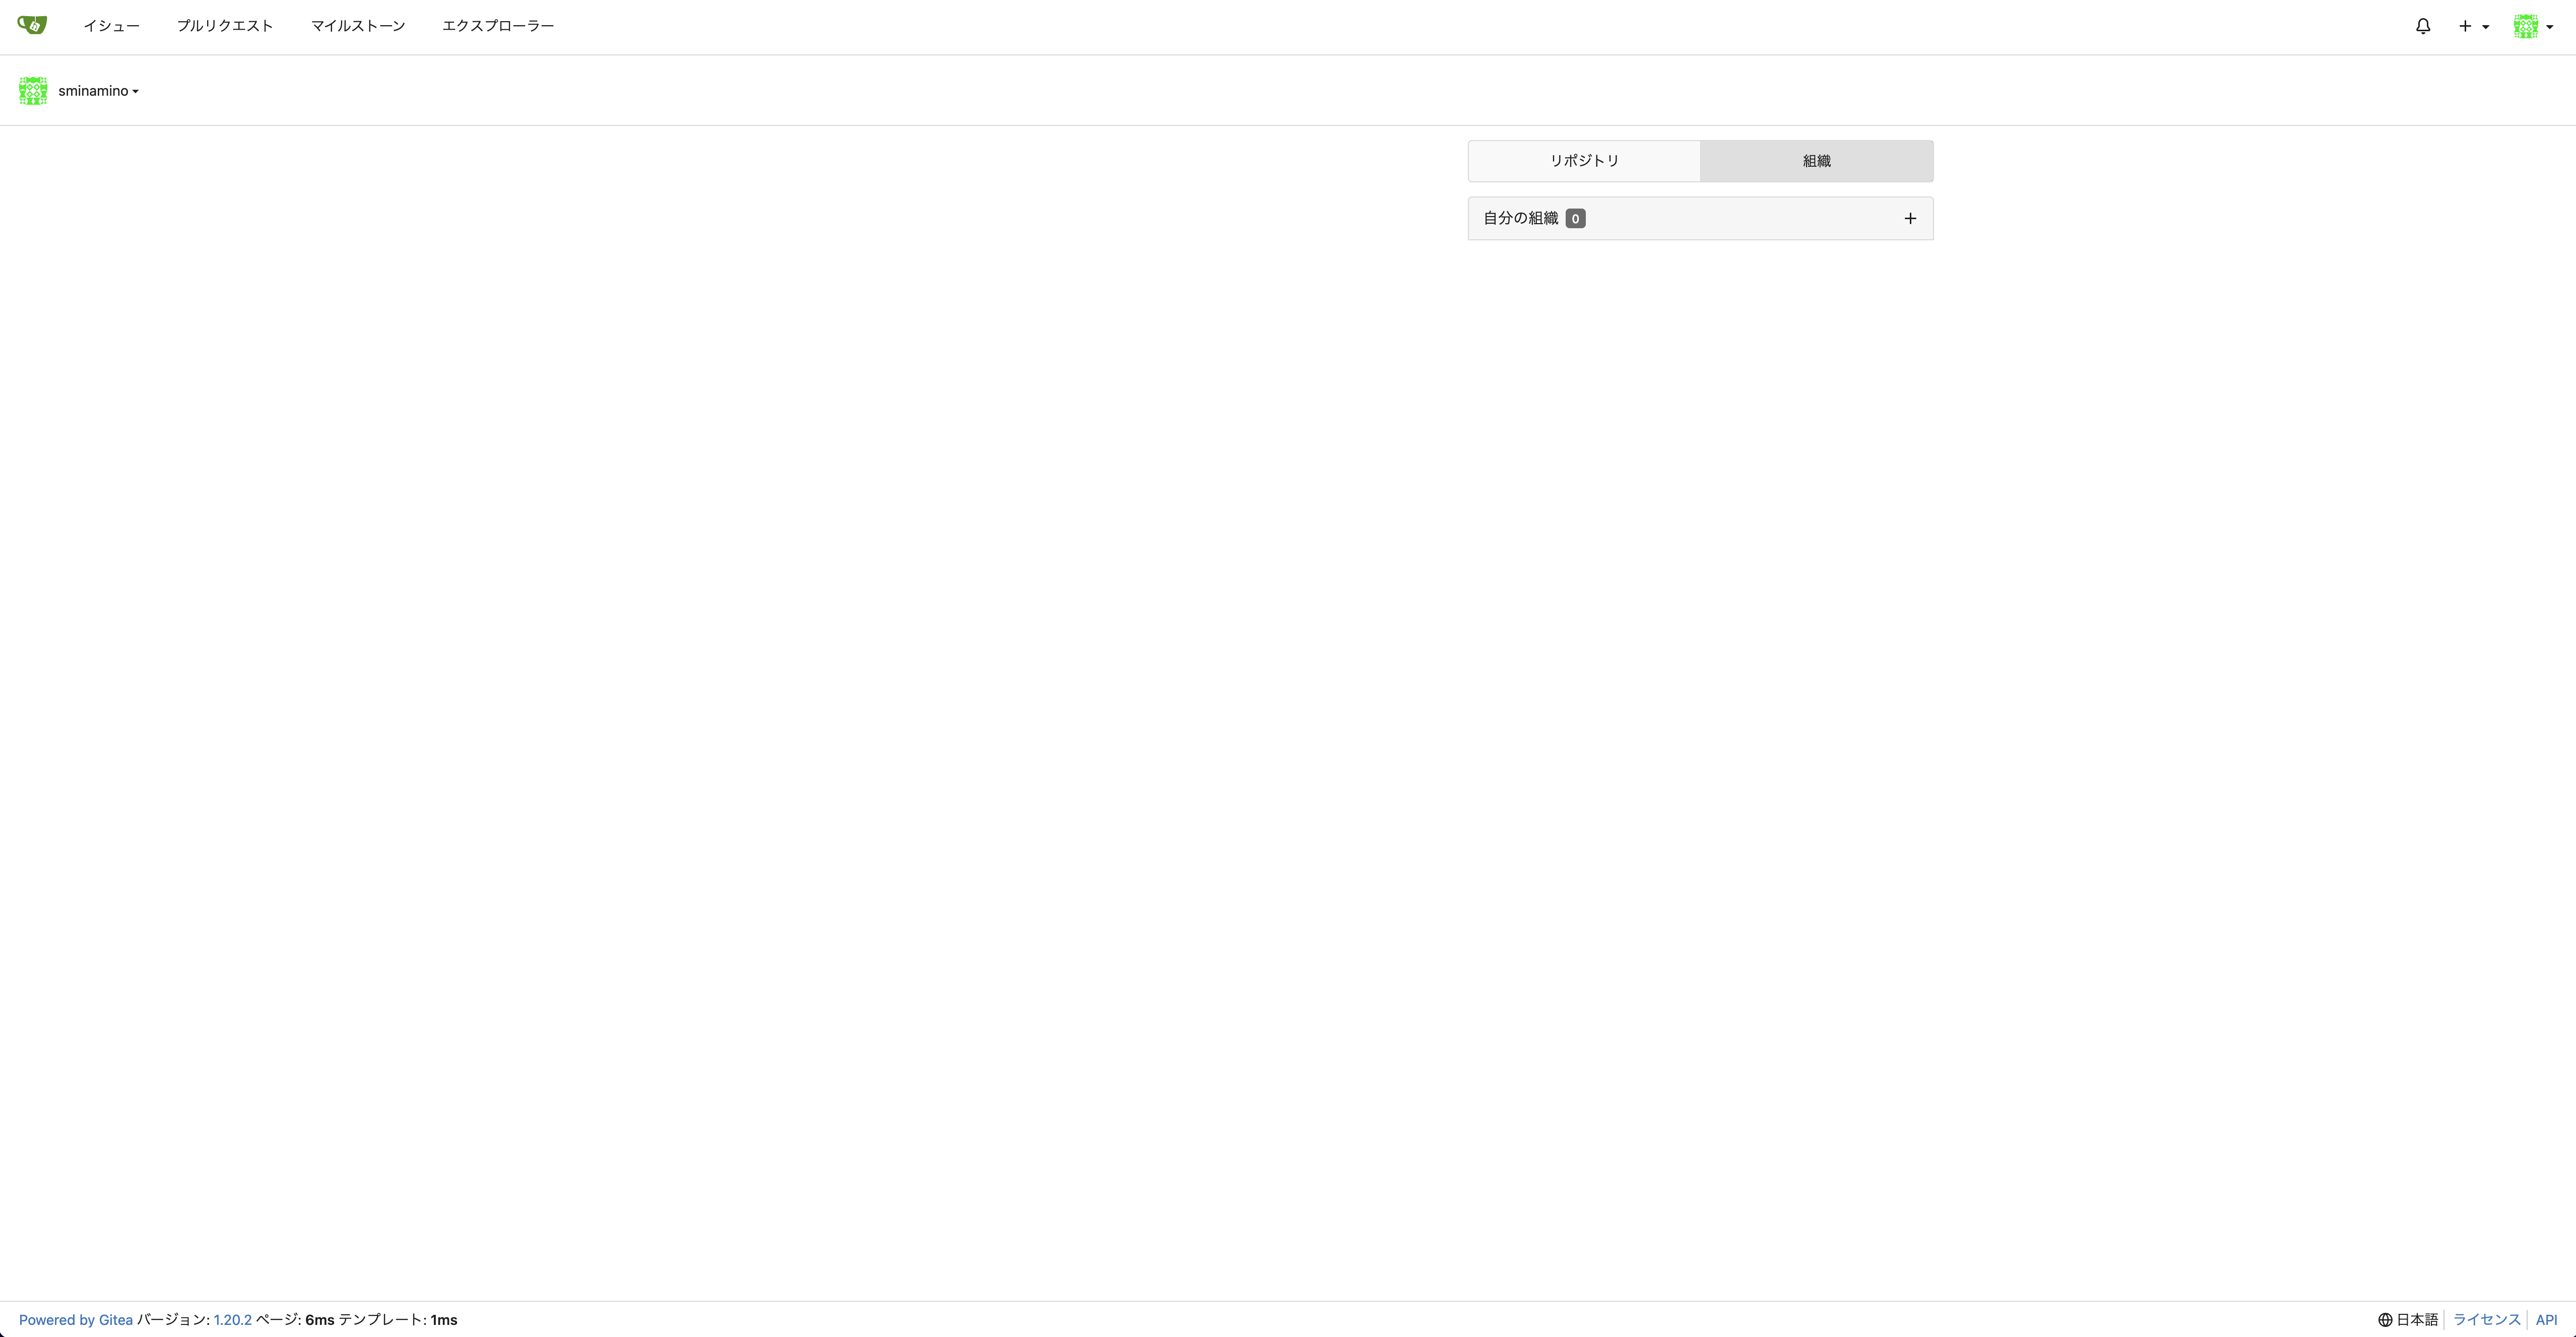 イシュー プルリクエスト マイルストーン エクスプローラー
sminamino
リポジトリ 組織
自分の組織 0
Powered by Gitea バージョン: 1.20.2 ページ: 6ms テンプレート: 1ms 日本語 ライセンス API